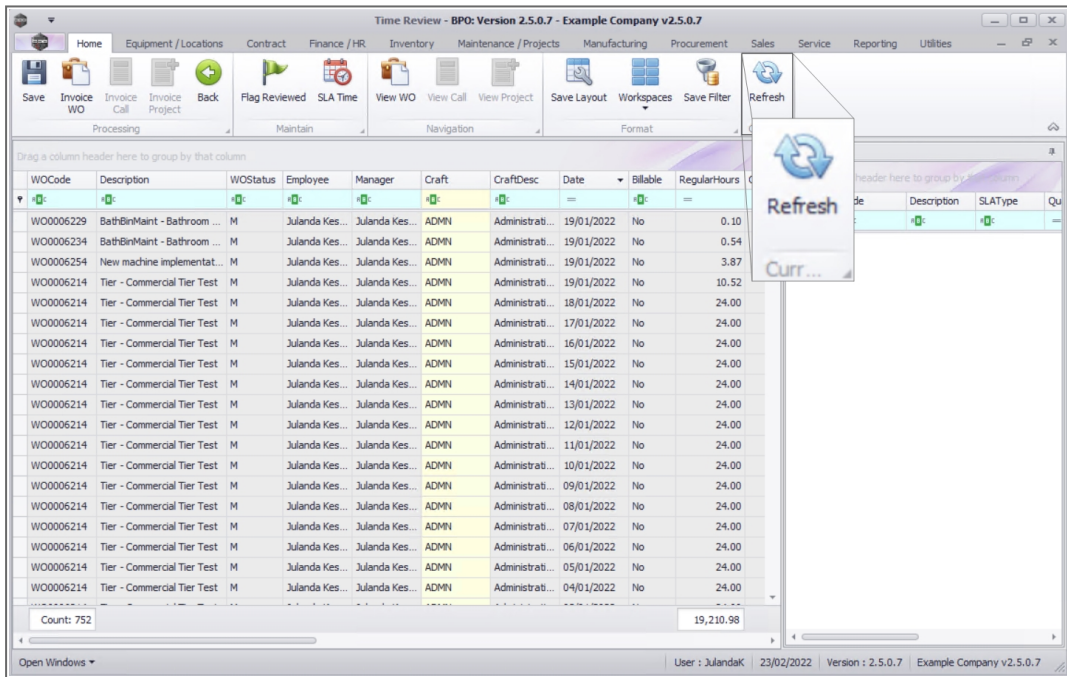 Time Review - BPO: Version 2.5.0.7 - Example Company v2.5.0.7
Home Equipment / Locations Contract Finance / HR Inventory Maintenance / Projects Manufacturing Procurement Sales Service Reporting Utilities
Save Invoice WO Invoice Call Invoice Project Back Flag Reviewed SLA Time View WO View Call View Project Save Layout Workspaces Save Filter Refresh
Processing Maintain Navigation Format
Refresh
Curr...
Drag a column header here to group by that column
header here to group by that column
WOCode Description WOStatus Employee Manager Craft CraftDesc Date Billable RegularHours
Description SLAType Qu
WO0006229 BathBinMaint - Bathroom ... M Julanda Kes... Julanda Kes... ADMN Administrati... 19/01/2022 No 0.10
WO0006234 BathBinMaint - Bathroom ... M Julanda Kes... Julanda Kes... ADMN Administrati... 19/01/2022 No 0.54
WO0006254 New machine implementat... M Julanda Kes... Julanda Kes... ADMN Administrati... 19/01/2022 No 3.87
WO0006214 Tier - Commercial Tier Test M Julanda Kes... Julanda Kes... ADMN Administrati... 19/01/2022 No 10.52
WO0006214 Tier - Commercial Tier Test M Julanda Kes... Julanda Kes... ADMN Administrati... 18/01/2022 No 24.00
WO0006214 Tier - Commercial Tier Test M Julanda Kes... Julanda Kes... ADMN Administrati... 17/01/2022 No 24.00
WO0006214 Tier - Commercial Tier Test M Julanda Kes... Julanda Kes... ADMN Administrati... 16/01/2022 No 24.00
WO0006214 Tier - Commercial Tier Test M Julanda Kes... Julanda Kes... ADMN Administrati... 15/01/2022 No 24.00
WO0006214 Tier - Commercial Tier Test M Julanda Kes... Julanda Kes... ADMN Administrati... 14/01/2022 No 24.00
WO0006214 Tier - Commercial Tier Test M Julanda Kes... Julanda Kes... ADMN Administrati... 13/01/2022 No 24.00
WO0006214 Tier - Commercial Tier Test M Julanda Kes... Julanda Kes... ADMN Administrati... 12/01/2022 No 24.00
WO0006214 Tier - Commercial Tier Test M Julanda Kes... Julanda Kes... ADMN Administrati... 11/01/2022 No 24.00
WO0006214 Tier - Commercial Tier Test M Julanda Kes... Julanda Kes... ADMN Administrati... 10/01/2022 No 24.00
WO0006214 Tier - Commercial Tier Test M Julanda Kes... Julanda Kes... ADMN Administrati... 09/01/2022 No 24.00
WO0006214 Tier - Commercial Tier Test M Julanda Kes... Julanda Kes... ADMN Administrati... 08/01/2022 No 24.00
WO0006214 Tier - Commercial Tier Test M Julanda Kes... Julanda Kes... ADMN Administrati... 07/01/2022 No 24.00
WO0006214 Tier - Commercial Tier Test M Julanda Kes... Julanda Kes... ADMN Administrati... 06/01/2022 No 24.00
WO0006214 Tier - Commercial Tier Test M Julanda Kes... Julanda Kes... ADMN Administrati... 05/01/2022 No 24.00
WO0006214 Tier - Commercial Tier Test M Julanda Kes... Julanda Kes... ADMN Administrati... 04/01/2022 No 24.00
Count: 752 19,210.98
Open Windows User : JulandaK 23/02/2022 Version : 2.5.0.7 Example Company v2.5.0.7